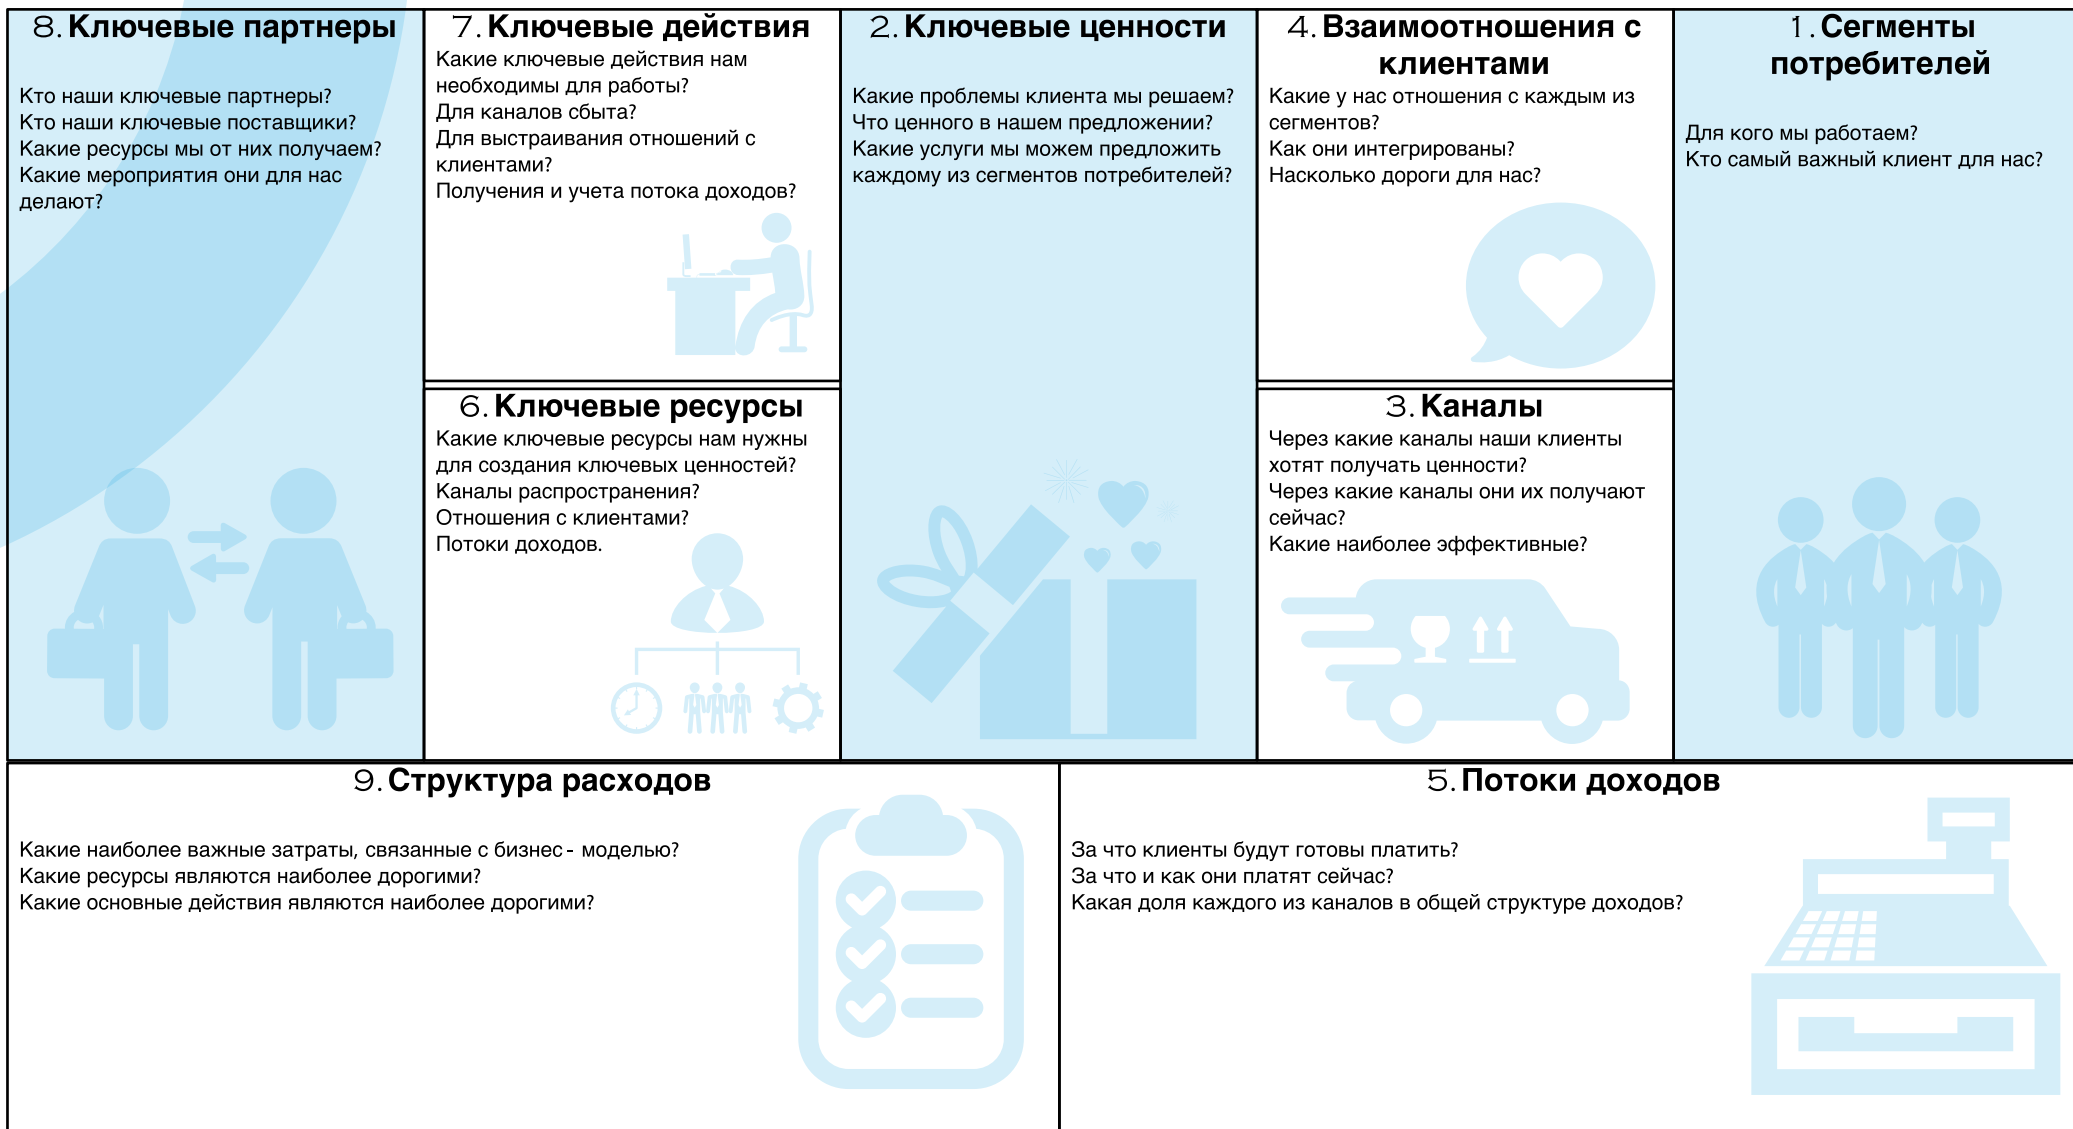 8. Ключевые партнеры
Кто наши ключевые партнеры?
Кто наши ключевые поставщики?
Какие ресурсы мы от них получаем?
Какие мероприятия они для нас
делают?
7. Ключевые действия
Какие ключевые действия нам
необходимы для работы?
Для каналов сбыта?
Для выстраивания отношений с
клиентами?
Получения и учета потока доходов?
6. Ключевые ресурсы
Какие ключевые ресурсы нам нужны
для создания ключевых ценностей?
Каналы распространения?
Отношения с клиентами?
Потоки доходов.
2. Ключевые ценности
Какие проблемы клиента мы решаем?
Что ценного в нашем предложении?
Какие услуги мы можем предложить
каждому из сегментов потребителей?
4. Взаимоотношения с
клиентами
Какие у нас отношения с каждым из
сегментов?
Как они интегрированы?
Насколько дороги для нас?
3. Каналы
Через какие каналы наши клиенты
хотят получать ценности?
Через какие каналы они их получают
сейчас?
Какие наиболее эффективные?
1. Сегменты
потребителей
Для кого мы работаем?
Кто самый важный клиент для нас?
9. Структура расходов
Какие наиболее важные затраты, связанные с бизнес - моделью?
Какие ресурсы являются наиболее дорогими?
Какие основные действия являются наиболее дорогими?
5. Потоки доходов
За что клиенты будут готовы платить?
За что и как они платят сейчас?
Какая доля каждого из каналов в общей структуре доходов?